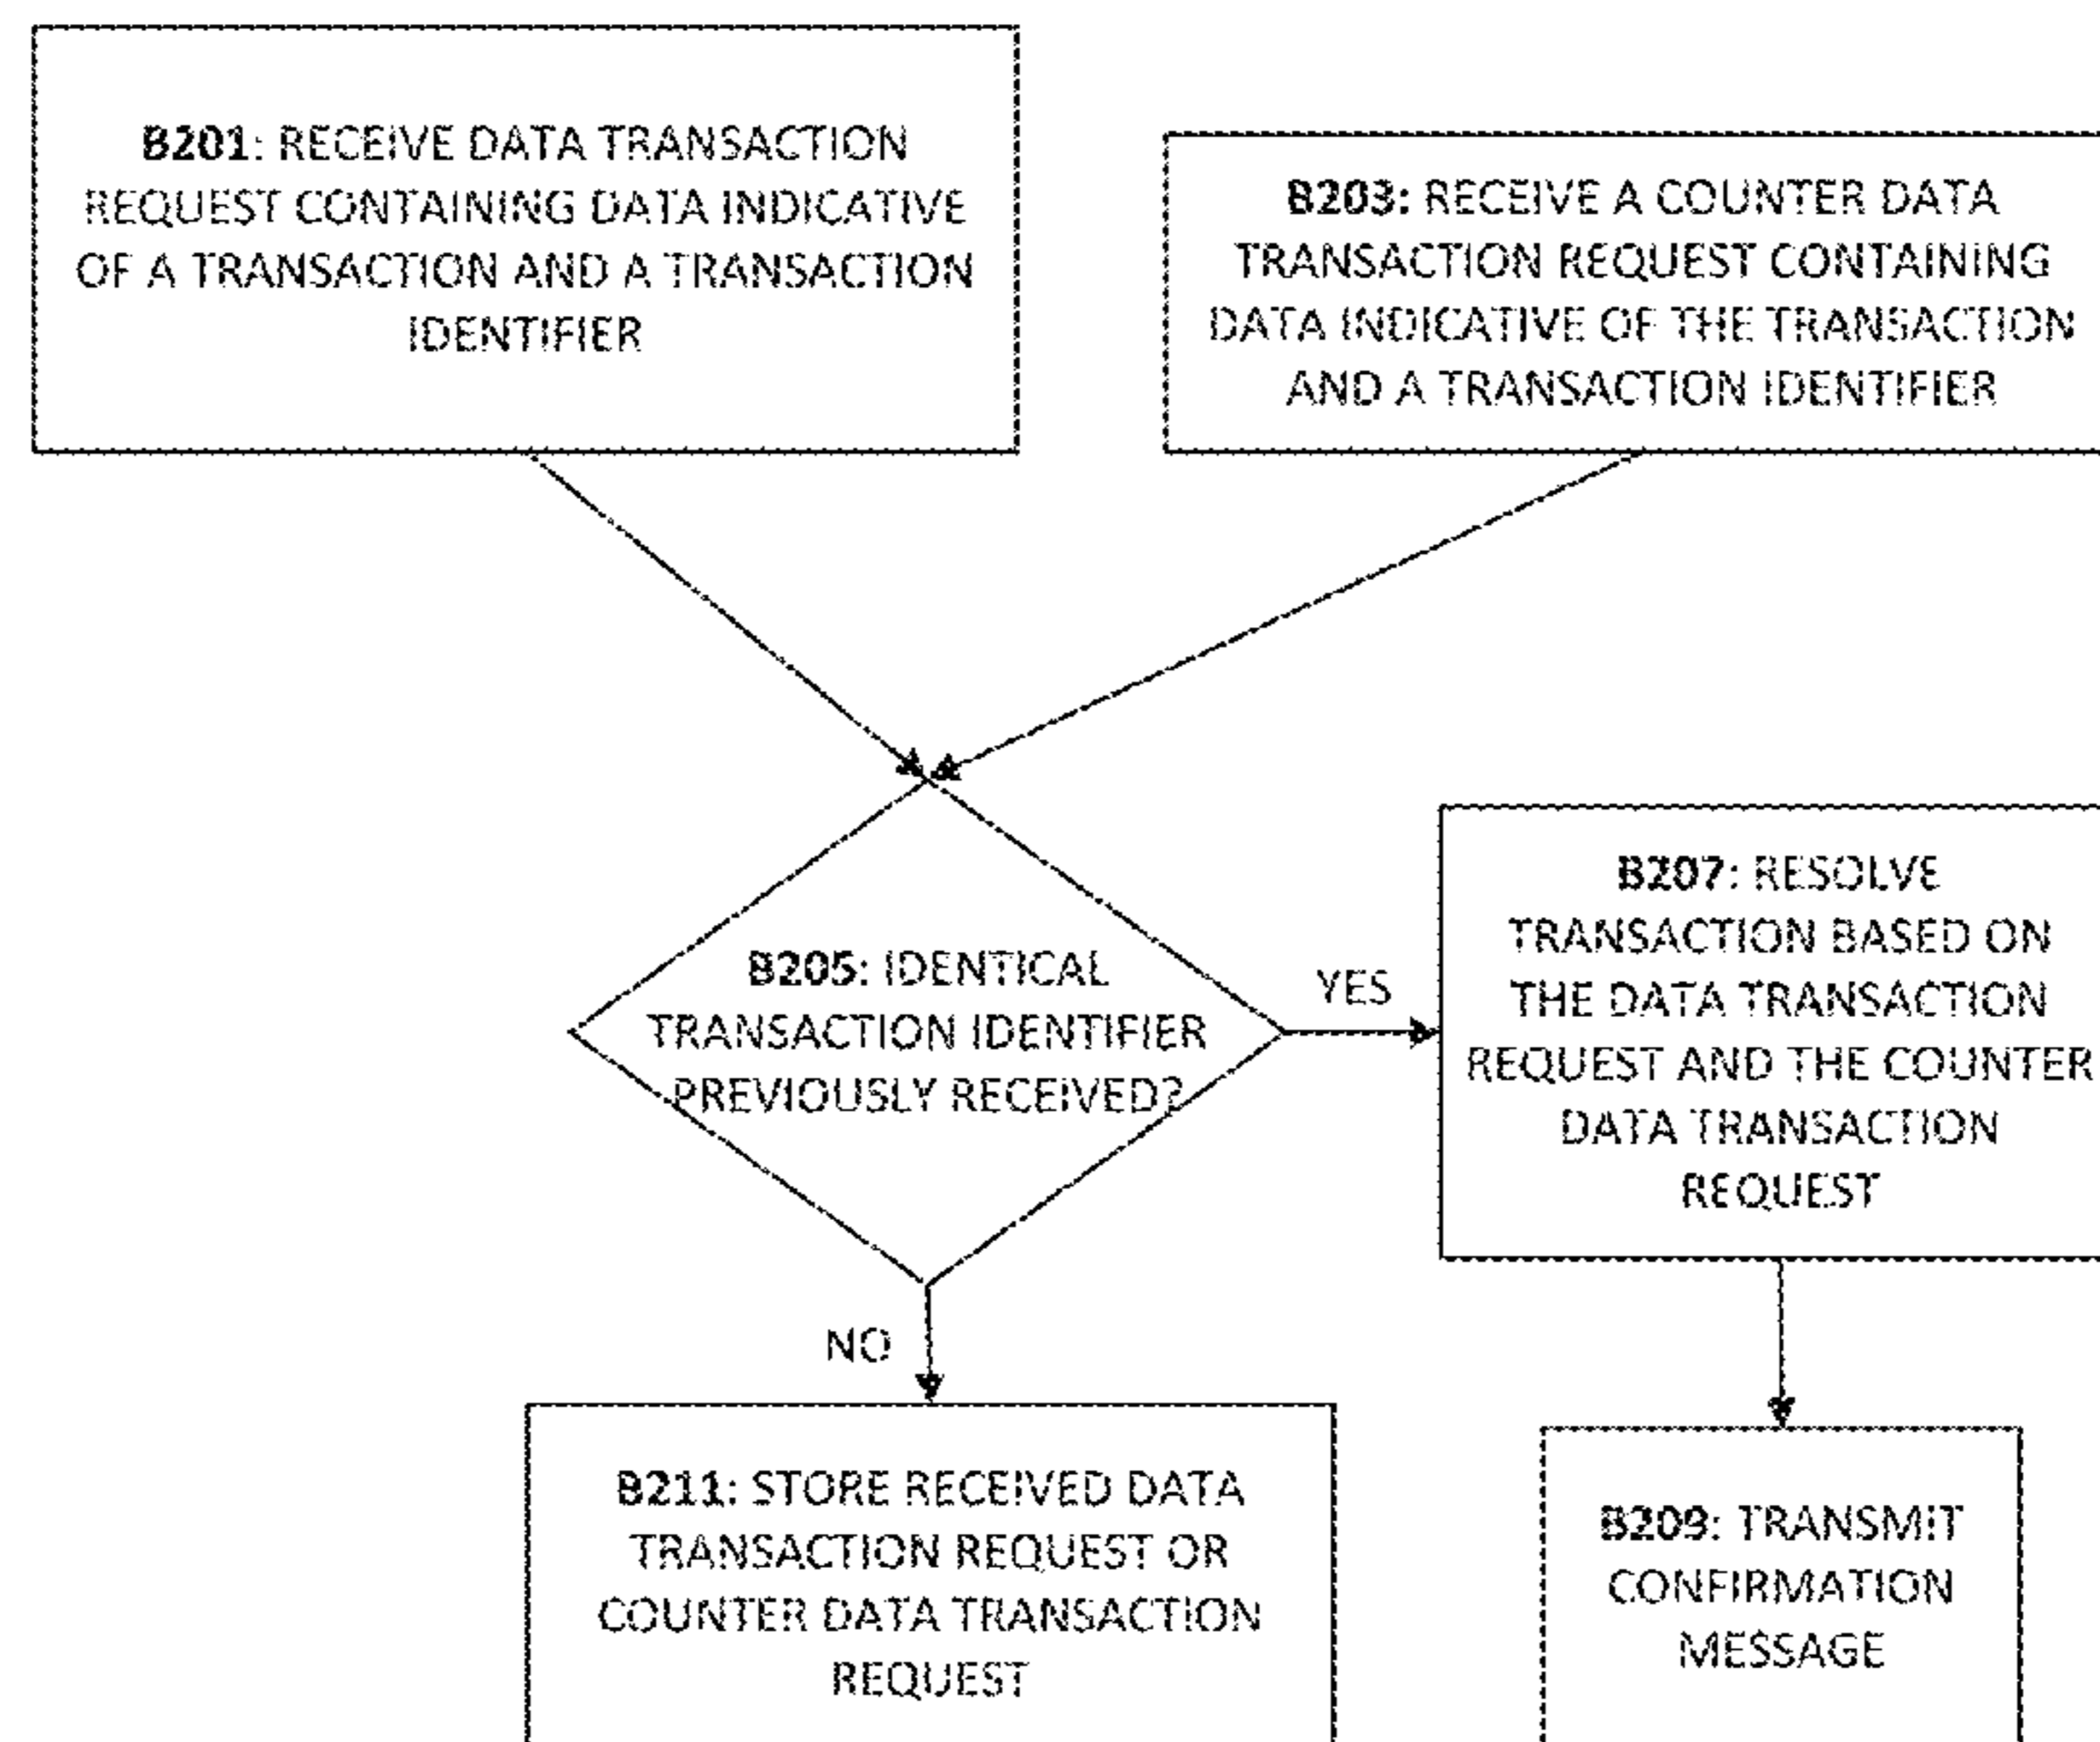 B201: RECEIVE DATA TRANSACTION
REQUEST CONTAINING DATA INDICATIVE
OF A TRANSACTION AND A TRANSACTION
IDENTIFIER
B203: RECEIVE A COUNTER DATA
TRANSACTION REQUEST CONTAINING
DATA INDICATIVE OF THE TRANSACTION
AND A TRANSACTION IDENTIFIER
B205: IDENTICAL
TRANSACTION IDENTIFIER
PREVIOUSLY RECEIVED?
YES
B207: RESOLVE
TRANSACTION BASED ON
THE DATA TRANSACTION
REQUEST AND THE COUNTER
DATA TRANSACTION
REQUEST
NO
B211: STORE RECEIVED DATA
TRANSACTION REQUEST OR
COUNTER DATA TRANSACTION
REQUEST
B209: TRANSMIT
CONFIRMATION
MESSAGE